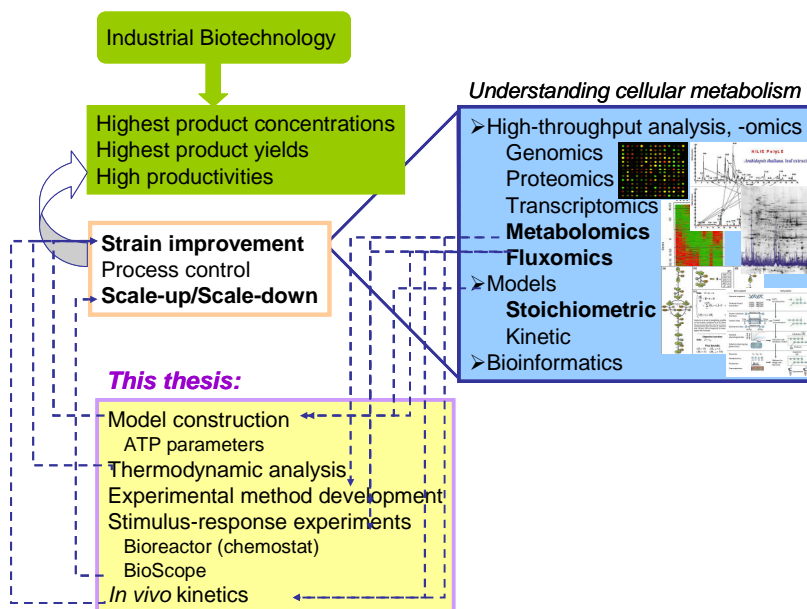 Industrial Biotechnology
Highest product concentrations
Highest product yields
High productivities
Strain improvement
Process control
Scale-up/Scale-down
Understanding cellular metabolism
➢High-throughput analysis, -omics
Genomics
Proteomics
Transcriptomics
Metabolomics
Fluxomics
➢Models
Stoichiometric
Kinetic
➢Bioinformatics
This thesis:
Model construction
ATP parameters
Thermodynamic analysis
Experimental method development
Stimulus-response experiments
Bioreactor (chemostat)
BioScope
In vivo kinetics